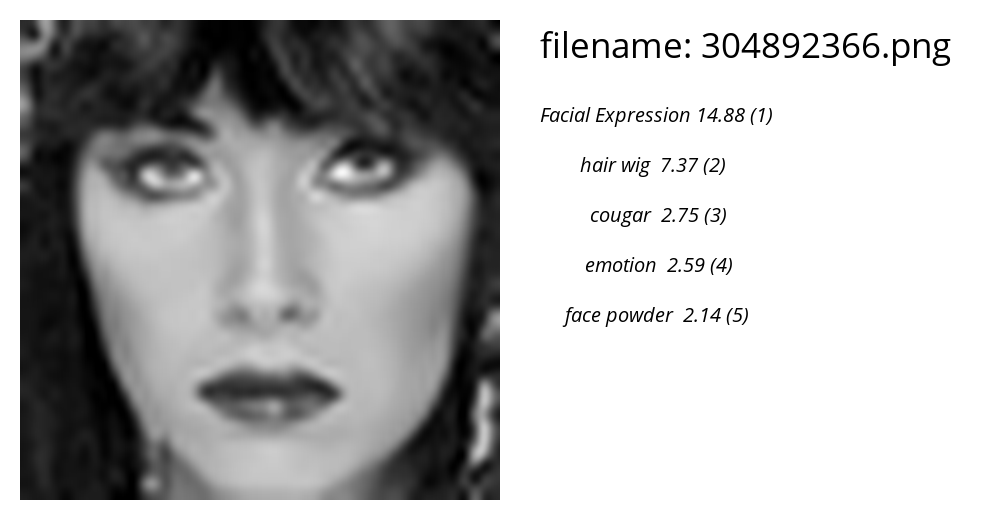 filename: 304892366.png
Facial Expression 14.88 (1)
hair wig 7.37 (2)
cougar 2.75 (3)
emotion 2.59 (4)
face powder 2.14 (5)